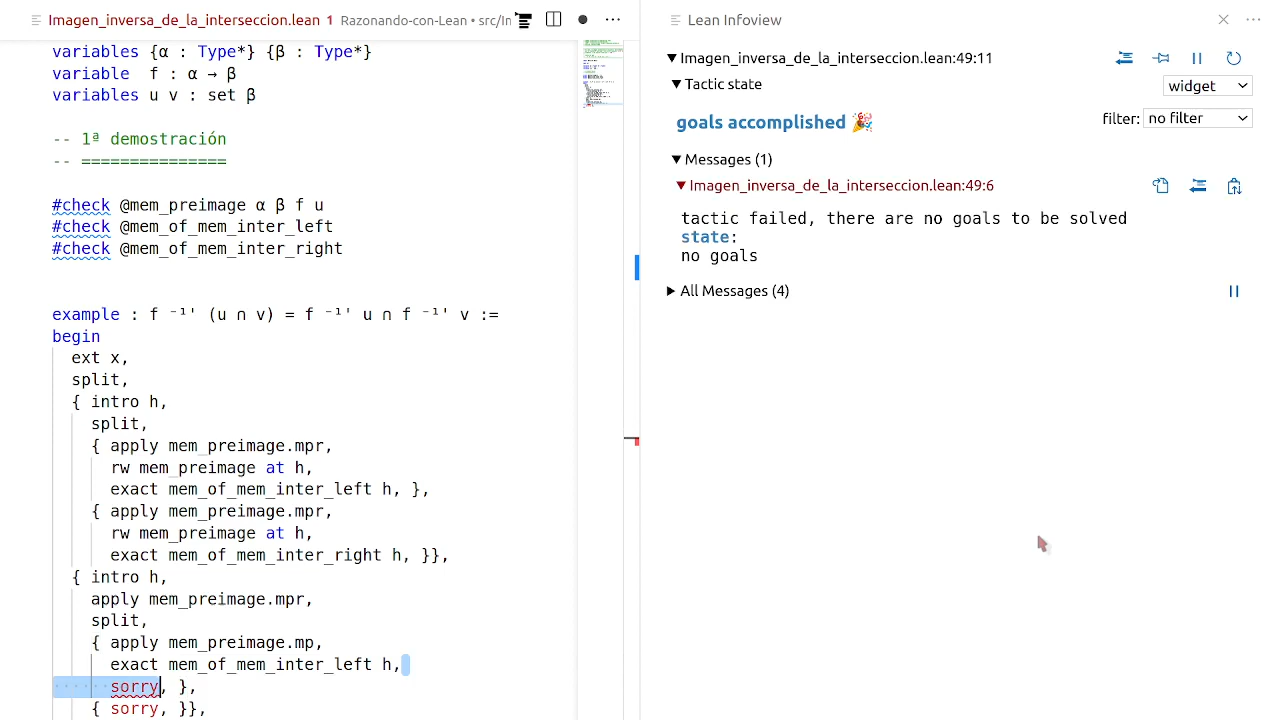 Imagen_inversa_de_la_interseccion.lean 1 Razonando-con-Lean • src/In
variables {α : Type*} {β : Type*}
variable  f : α → β
variables u v : set β
-- 1ª demostración
-- ===============
#check @mem_preimage α β f u
#check @mem_of_mem_inter_left
#check @mem_of_mem_inter_right
example : f ⁻¹' (u ∩ v) = f ⁻¹' u ∩ f ⁻¹' v :=
begin
  ext x,
  split,
  { intro h,
    split,
    { apply mem_preimage.mpr,
      rw mem_preimage at h,
      exact mem_of_mem_inter_left h, },
    { apply mem_preimage.mpr,
      rw mem_preimage at h,
      exact mem_of_mem_inter_right h, }},
  { intro h,
    apply mem_preimage.mpr,
    split,
    { apply mem_preimage.mp,
      exact mem_of_mem_inter_left h,
      sorry, },
    { sorry, }},
Lean Infoview
Imagen_inversa_de_la_interseccion.lean:49:11
Tactic state
widget
goals accomplished 🎉
filter: no filter
Messages (1)
Imagen_inversa_de_la_interseccion.lean:49:6
tactic failed, there are no goals to be solved
state:
no goals
All Messages (4)